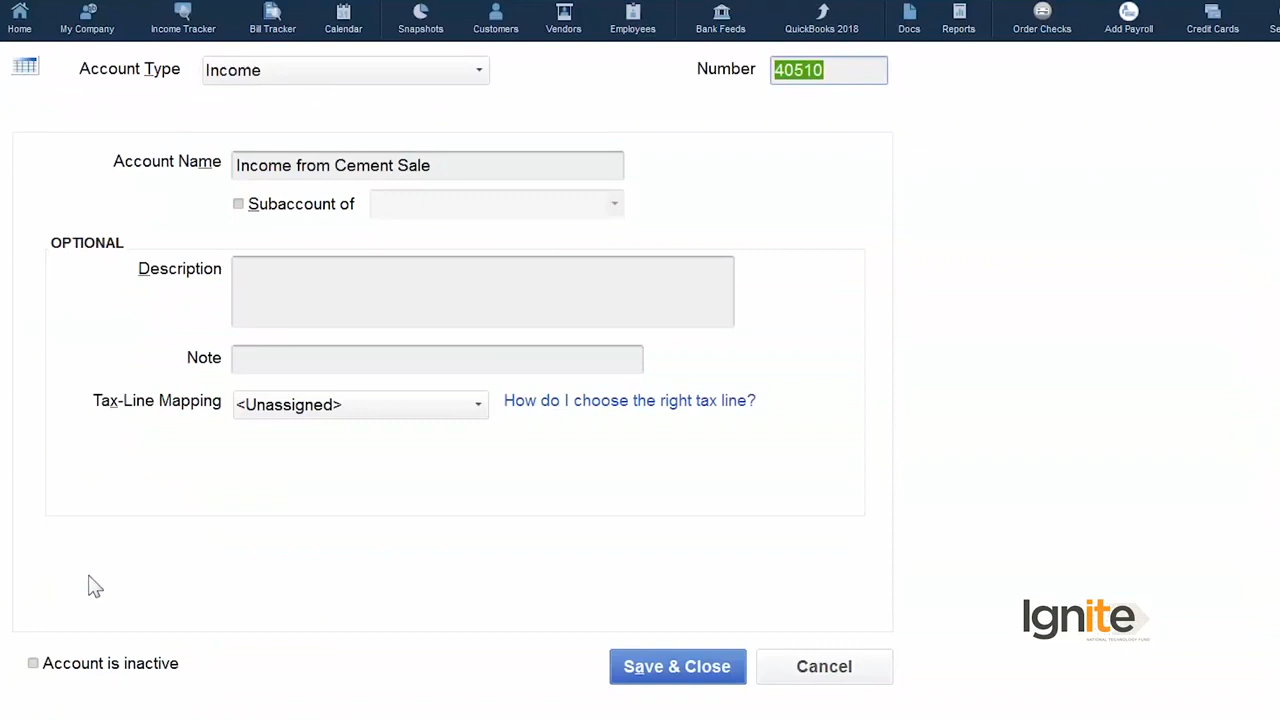 Home
My Company
Income Tracker
Bill Tracker
Calendar
Snapshots
Customers
Vendors
Employees
Bank Feeds
QuickBooks 2018
Docs
Reports
Order Checks
Add Payroll
Credit Cards
Account Type
Income
Number
40510
Account Name
Income from Cement Sale
Subaccount of
OPTIONAL
Description
Note
Tax-Line Mapping
<Unassigned>
How do I choose the right tax line?
Ignite
NATIONAL TECHNOLOGY FUND
Account is inactive
Save & Close
Cancel